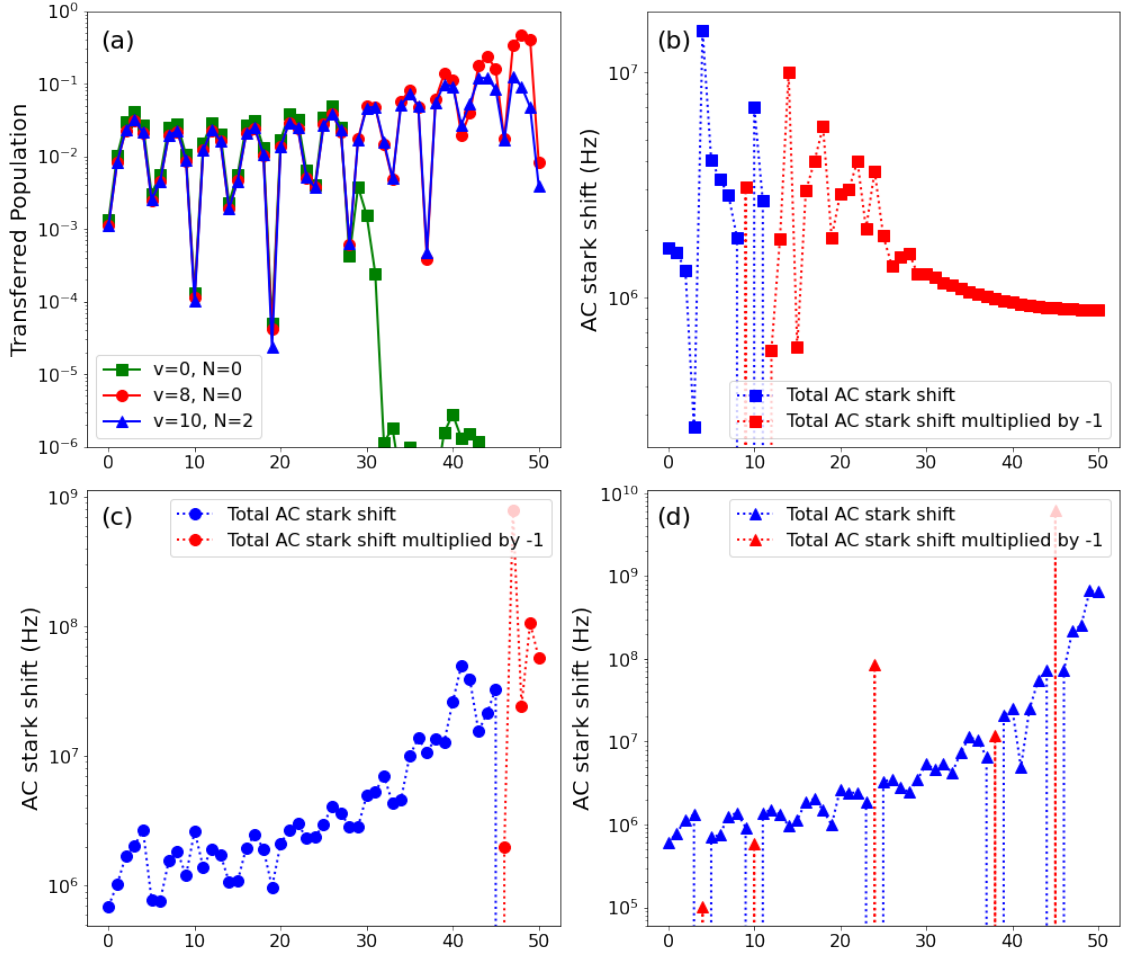 (a)
Transferred Population
10^0
10^-1
10^-2
10^-3
10^-4
10^-5
10^-6
v=0, N=0
v=8, N=0
v=10, N=2
0 10 20 30 40 50
(b)
AC stark shift (Hz)
10^7
10^6
Total AC stark shift
Total AC stark shift multiplied by -1
0 10 20 30 40 50
(c)
AC stark shift (Hz)
10^9
10^8
10^7
10^6
Total AC stark shift
Total AC stark shift multiplied by -1
0 10 20 30 40 50
(d)
AC stark shift (Hz)
10^10
10^9
10^8
10^7
10^6
10^5
Total AC stark shift
Total AC stark shift multiplied by -1
0 10 20 30 40 50